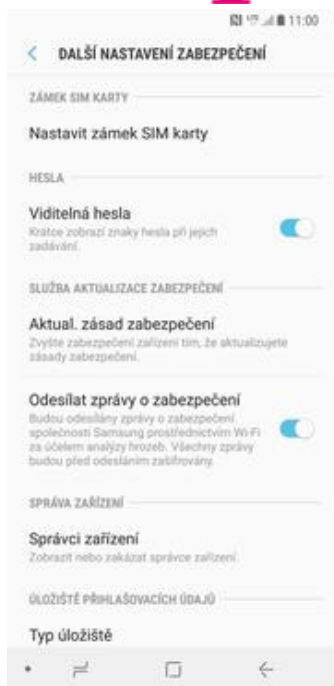 11:00
DALŠÍ NASTAVENÍ ZABEZPEČENÍ
ZÁMEK SIM KARTY
Nastavit zámek SIM karty
HESLA
Viditelná hesla
Krátce zobrazí znaky hesla při jejich
zadávání.
SLUŽBA AKTUALIZACE ZABEZPEČENÍ
Aktual. zásad zabezpečení
Zvyšte zabezpečení zařízení tím, že aktualizujete
zásady zabezpečení.
Odesílat zprávy o zabezpečení
Budou odesílány zprávy o zabezpečení
společnosti Samsung prostřednictvím Wi-Fi
za účelem analýzy hrozeb. Všechny zprávy
budou před odesláním zašifrovány.
SPRÁVA ZAŘÍZENÍ
Správci zařízení
Zobrazit nebo zakázat správce zařízení.
ÚLOŽIŠTĚ PŘIHLAŠOVACÍCH ÚDAJŮ
Typ úložiště